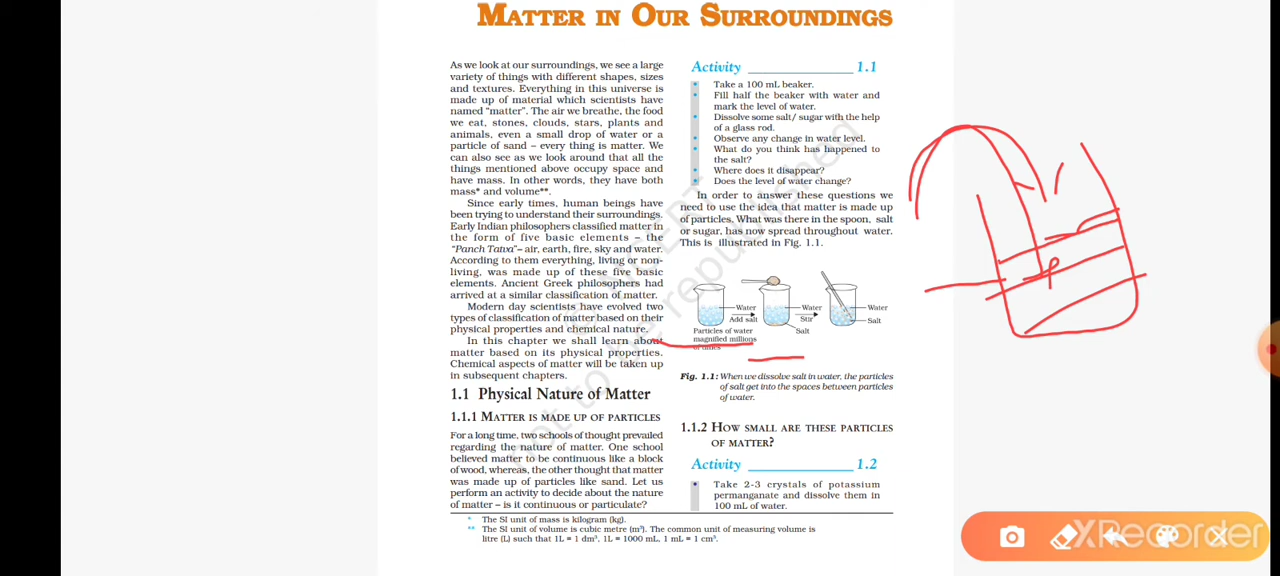 MATTER IN OUR SURROUNDINGS
As we look at our surroundings, we see a large
variety of things with different shapes, sizes
and textures. Everything in this universe is
made up of material which scientists have
named "matter". The air we breathe, the food
we eat, stones, clouds, stars, plants and
animals, even a small drop of water or a
particle of sand – every thing is matter. We
can also see as we look around that all the
things mentioned above occupy space and
have mass. In other words, they have both
mass* and volume**.
Since early times, human beings have
been trying to understand their surroundings.
Early Indian philosophers classified matter in
the form of five basic elements – the
"Panch Tatva" – air, earth, fire, sky and water.
According to them everything, living or non-
living, was made up of these five basic
elements. Ancient Greek philosophers had
arrived at a similar classification of matter.
Modern day scientists have evolved two
types of classification of matter based on their
physical properties and chemical nature.
In this chapter we shall learn about
matter based on its physical properties.
Chemical aspects of matter will be taken up
in subsequent chapters.
1.1 Physical Nature of Matter
1.1.1 MATTER IS MADE UP OF PARTICLES
For a long time, two schools of thought prevailed
regarding the nature of matter. One school
believed matter to be continuous like a block
of wood, whereas, the other thought that matter
was made up of particles like sand. Let us
perform an activity to decide about the nature
of matter – is it continuous or particulate?
Activity 1.1
• Take a 100 mL beaker.
• Fill half the beaker with water and
mark the level of water.
• Dissolve some salt/ sugar with the help
of a glass rod.
• Observe any change in water level.
• What do you think has happened to
the salt?
• Where does it disappear?
• Does the level of water change?
In order to answer these questions we
need to use the idea that matter is made up
of particles. What was there in the spoon, salt
or sugar, has now spread throughout water.
This is illustrated in Fig. 1.1.
Water Water Water
Add salt Stir Salt
Particles of water Salt
magnified millions
of times
Fig. 1.1: When we dissolve salt in water, the particles
of salt get into the spaces between particles
of water.
1.1.2 HOW SMALL ARE THESE PARTICLES
OF MATTER?
Activity 1.2
• Take 2-3 crystals of potassium
permanganate and dissolve them in
100 mL of water.
* The SI unit of mass is kilogram (kg).
** The SI unit of volume is cubic metre (m³). The common unit of measuring volume is
litre (L) such that 1L = 1 dm³, 1L = 1000 mL, 1 mL = 1 cm³.
not to be republished
XRecorder